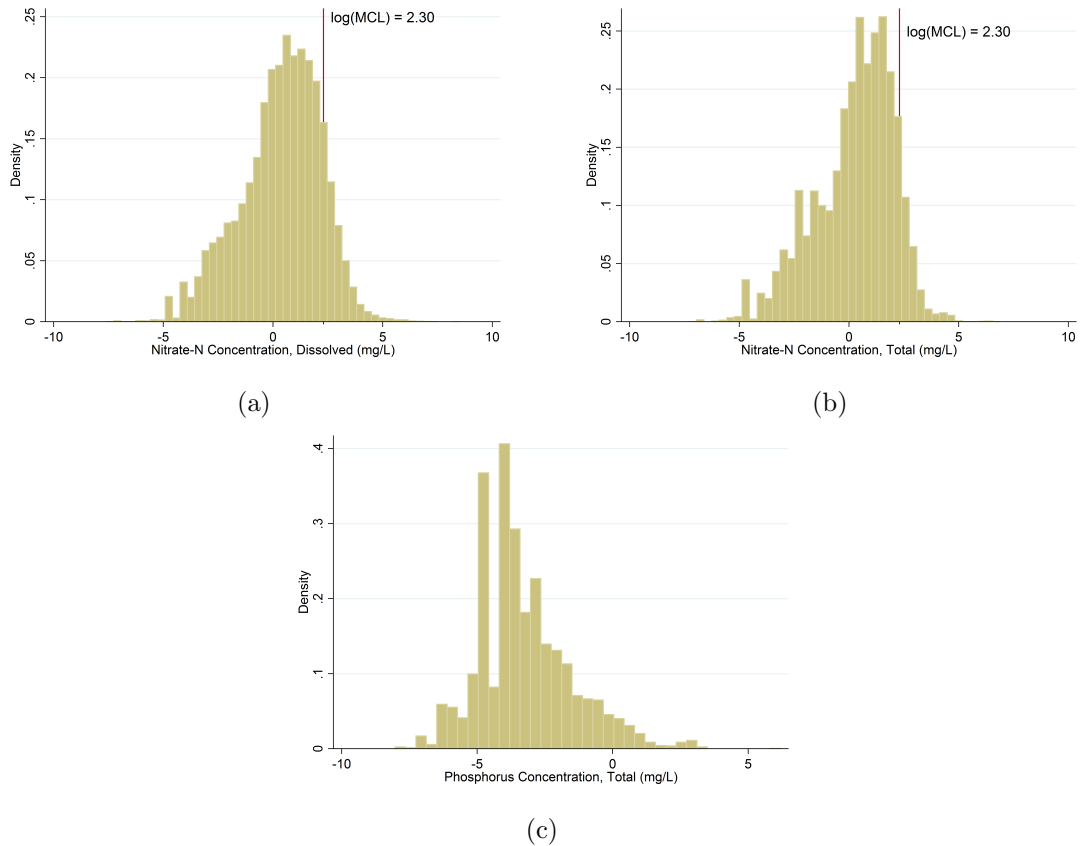 log(MCL) = 2.30
Density
0
.05
.1
.15
.2
.25
-10
-5
0
5
10
Nitrate-N Concentration, Dissolved (mg/L)
(a)
log(MCL) = 2.30
Density
0
.05
.1
.15
.2
.25
-10
-5
0
5
10
Nitrate-N Concentration, Total (mg/L)
(b)
Density
0
.1
.2
.3
.4
-10
-5
0
5
Phosphorus Concentration, Total (mg/L)
(c)